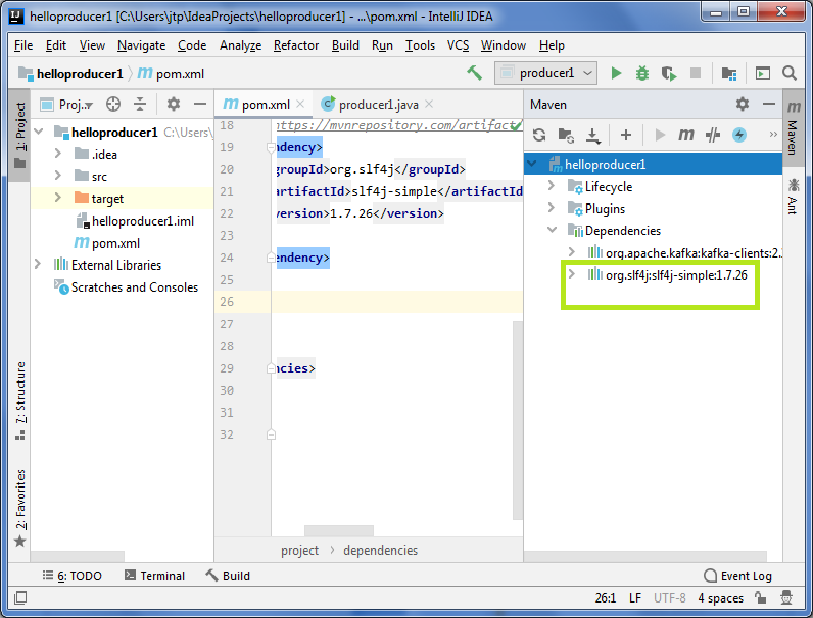 helloproducer1 [C:\Users\jtp\IdeaProjects\helloproducer1] - ...\pom.xml - IntelliJ IDEA
File Edit View Navigate Code Analyze Refactor Build Run Tools VCS Window Help
helloproducer1 pom.xml producer1
1: Project
7: Structure
2: Favorites
Proj..
helloproducer1 C:\Users\
.idea
src
target
helloproducer1.iml
pom.xml
External Libraries
Scratches and Consoles
pom.xml producer1.java
18 https://mvnrepository.com/artifact/
19 ndency>
20 groupId>org.slf4j</groupId>
21 artifactId>slf4j-simple</artifactId
22 version>1.7.26</version>
23
24 endency>
25
26
27
28
29 ncies>
30
31
32
project > dependencies
Maven
helloproducer1
Lifecycle
Plugins
Dependencies
org.apache.kafka:kafka-clients:2.
org.slf4j:slf4j-simple:1.7.26
Maven
Ant
6: TODO Terminal Build Event Log
26:1 LF UTF-8 4 spaces